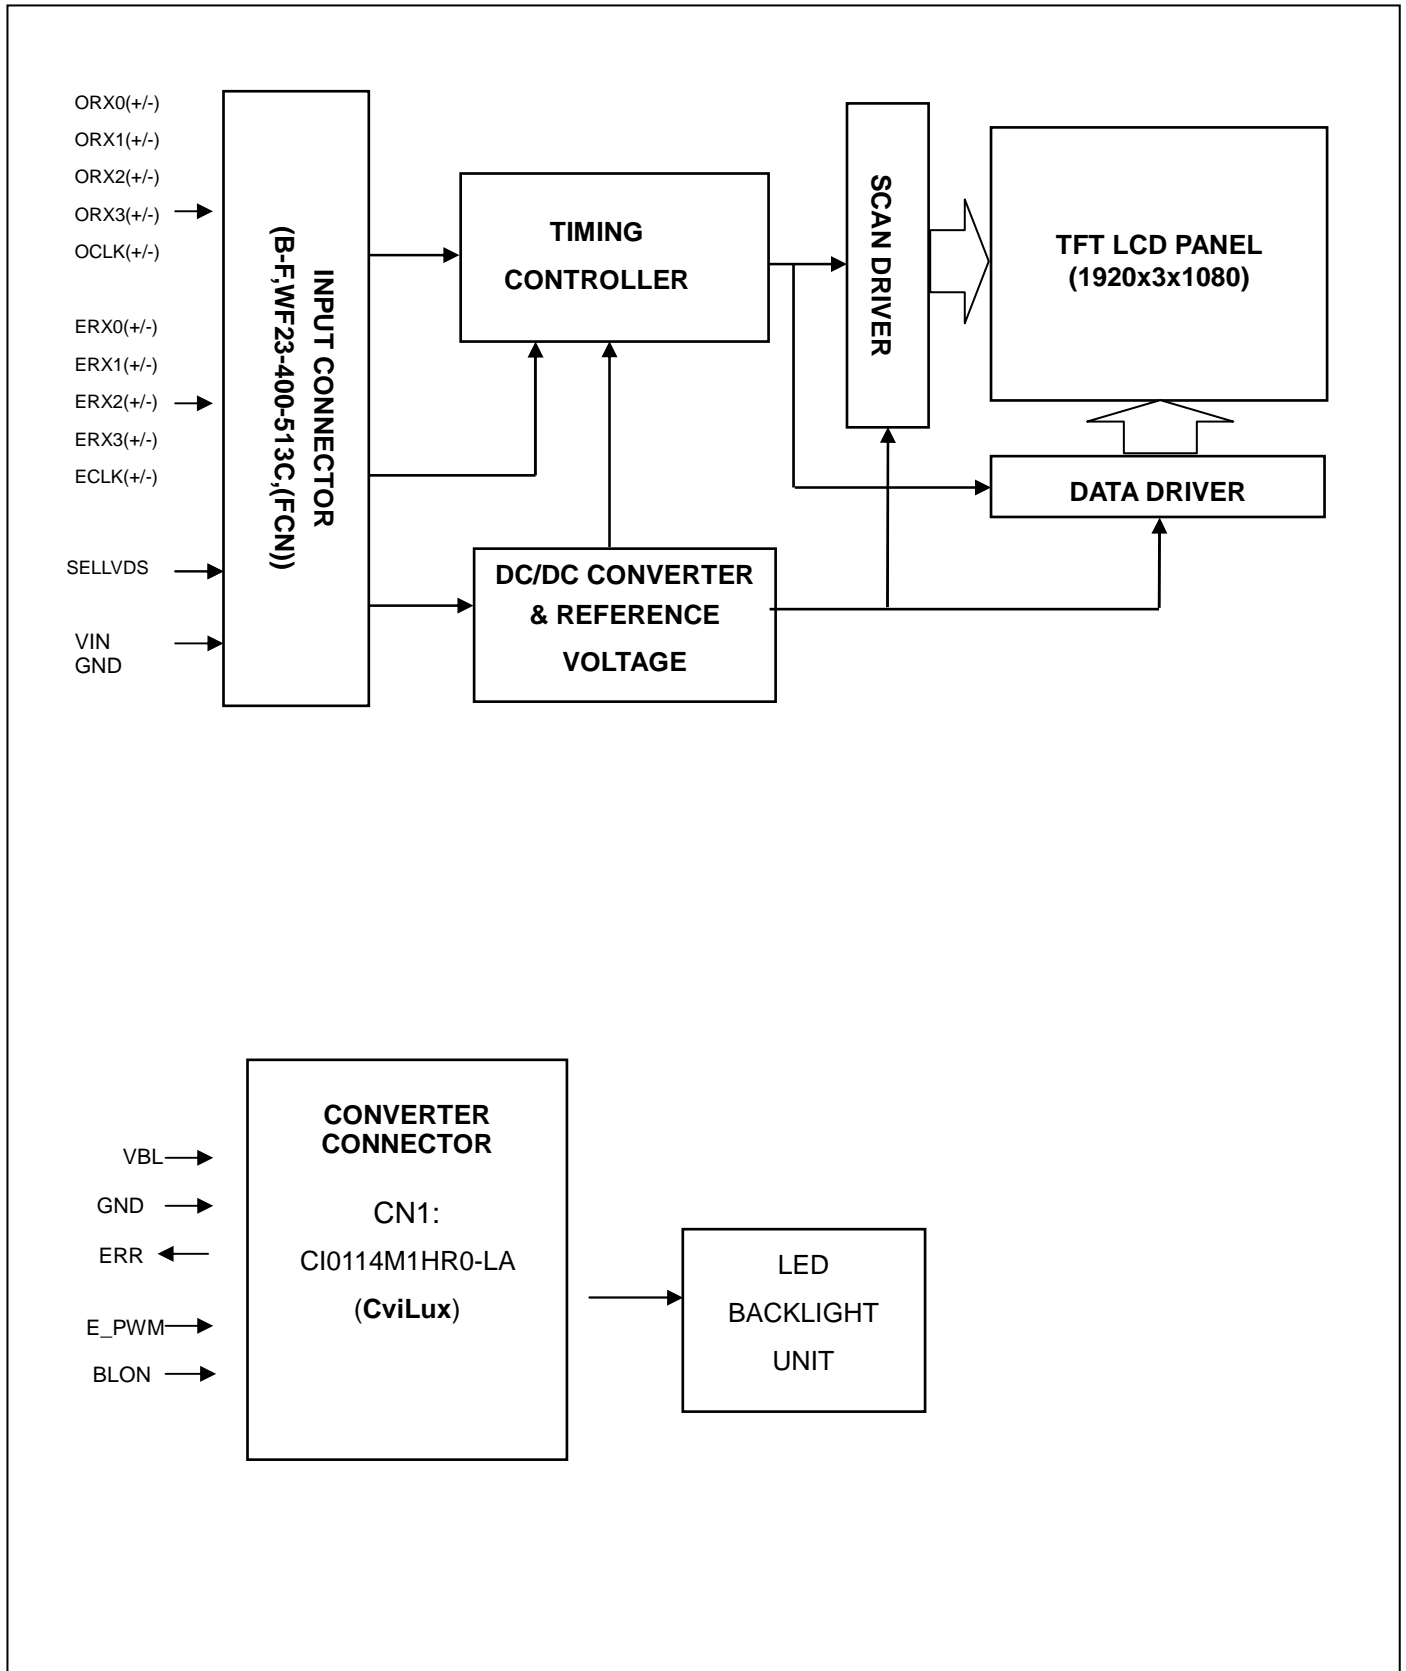 ORX0(+/-)
ORX1(+/-)
ORX2(+/-)
ORX3(+/-)
OCLK(+/-)
ERX0(+/-)
ERX1(+/-)
ERX2(+/-)
ERX3(+/-)
ECLK(+/-)
SELLVDS
VIN
GND
INPUT CONNECTOR
(B-F,WF23-400-513C,(FCN))
TIMING
CONTROLLER
SCAN DRIVER
TFT LCD PANEL
(1920x3x1080)
DATA DRIVER
DC/DC CONVERTER
& REFERENCE
VOLTAGE
VBL
GND
ERR
E_PWM
BLON
CONVERTER
CONNECTOR
CN1:
CI0114M1HR0-LA
(CviLux)
LED
BACKLIGHT
UNIT